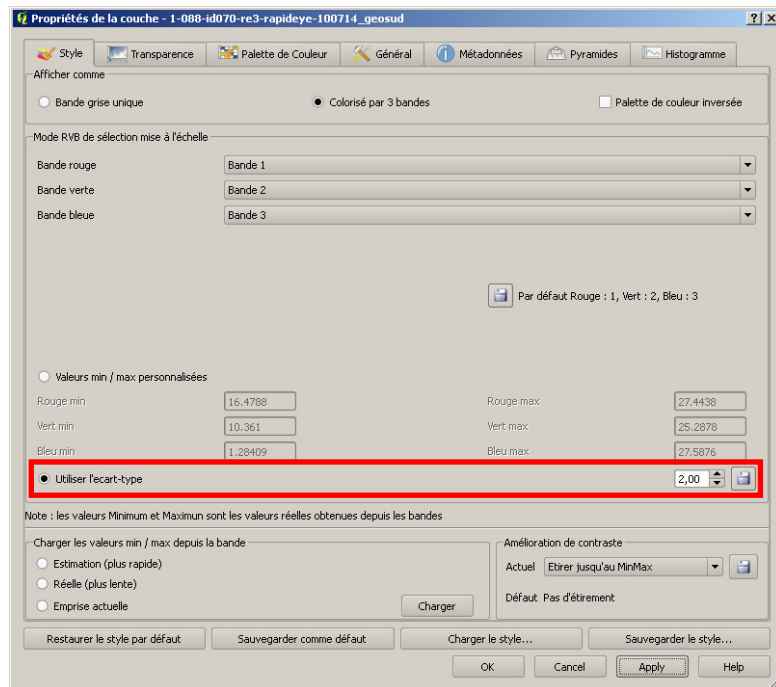 Propriétés de la couche - 1-088-id070-re3-rapideye-100714_geosud
Style Transparence Palette de Couleur Général Métadonnées Pyramides Histogramme
Afficher comme
Bande grise unique Colorisé par 3 bandes Palette de couleur inversée
Mode RVB de sélection mise à l'échelle
Bande rouge Bande 1
Bande verte Bande 2
Bande bleue Bande 3
Par défaut Rouge : 1, Vert : 2, Bleu : 3
Valeurs min / max personnalisées
Rouge min 16.4788 Rouge max 27.4438
Vert min 10.361 Vert max 25.2878
Bleu min 1.28409 Bleu max 27.5876
Utiliser l'ecart-type 2,00
Note : les valeurs Minimum et Maximun sont les valeurs réelles obtenues depuis les bandes
Charger les valeurs min / max depuis la bande Amélioration de contraste
Estimation (plus rapide) Actuel Etirer jusqu'au MinMax
Réelle (plus lente)
Emprise actuelle Charger Défaut Pas d'étirement
Restaurer le style par défaut Sauvegarder comme défaut Charger le style... Sauvegarder le style...
OK Cancel Apply Help